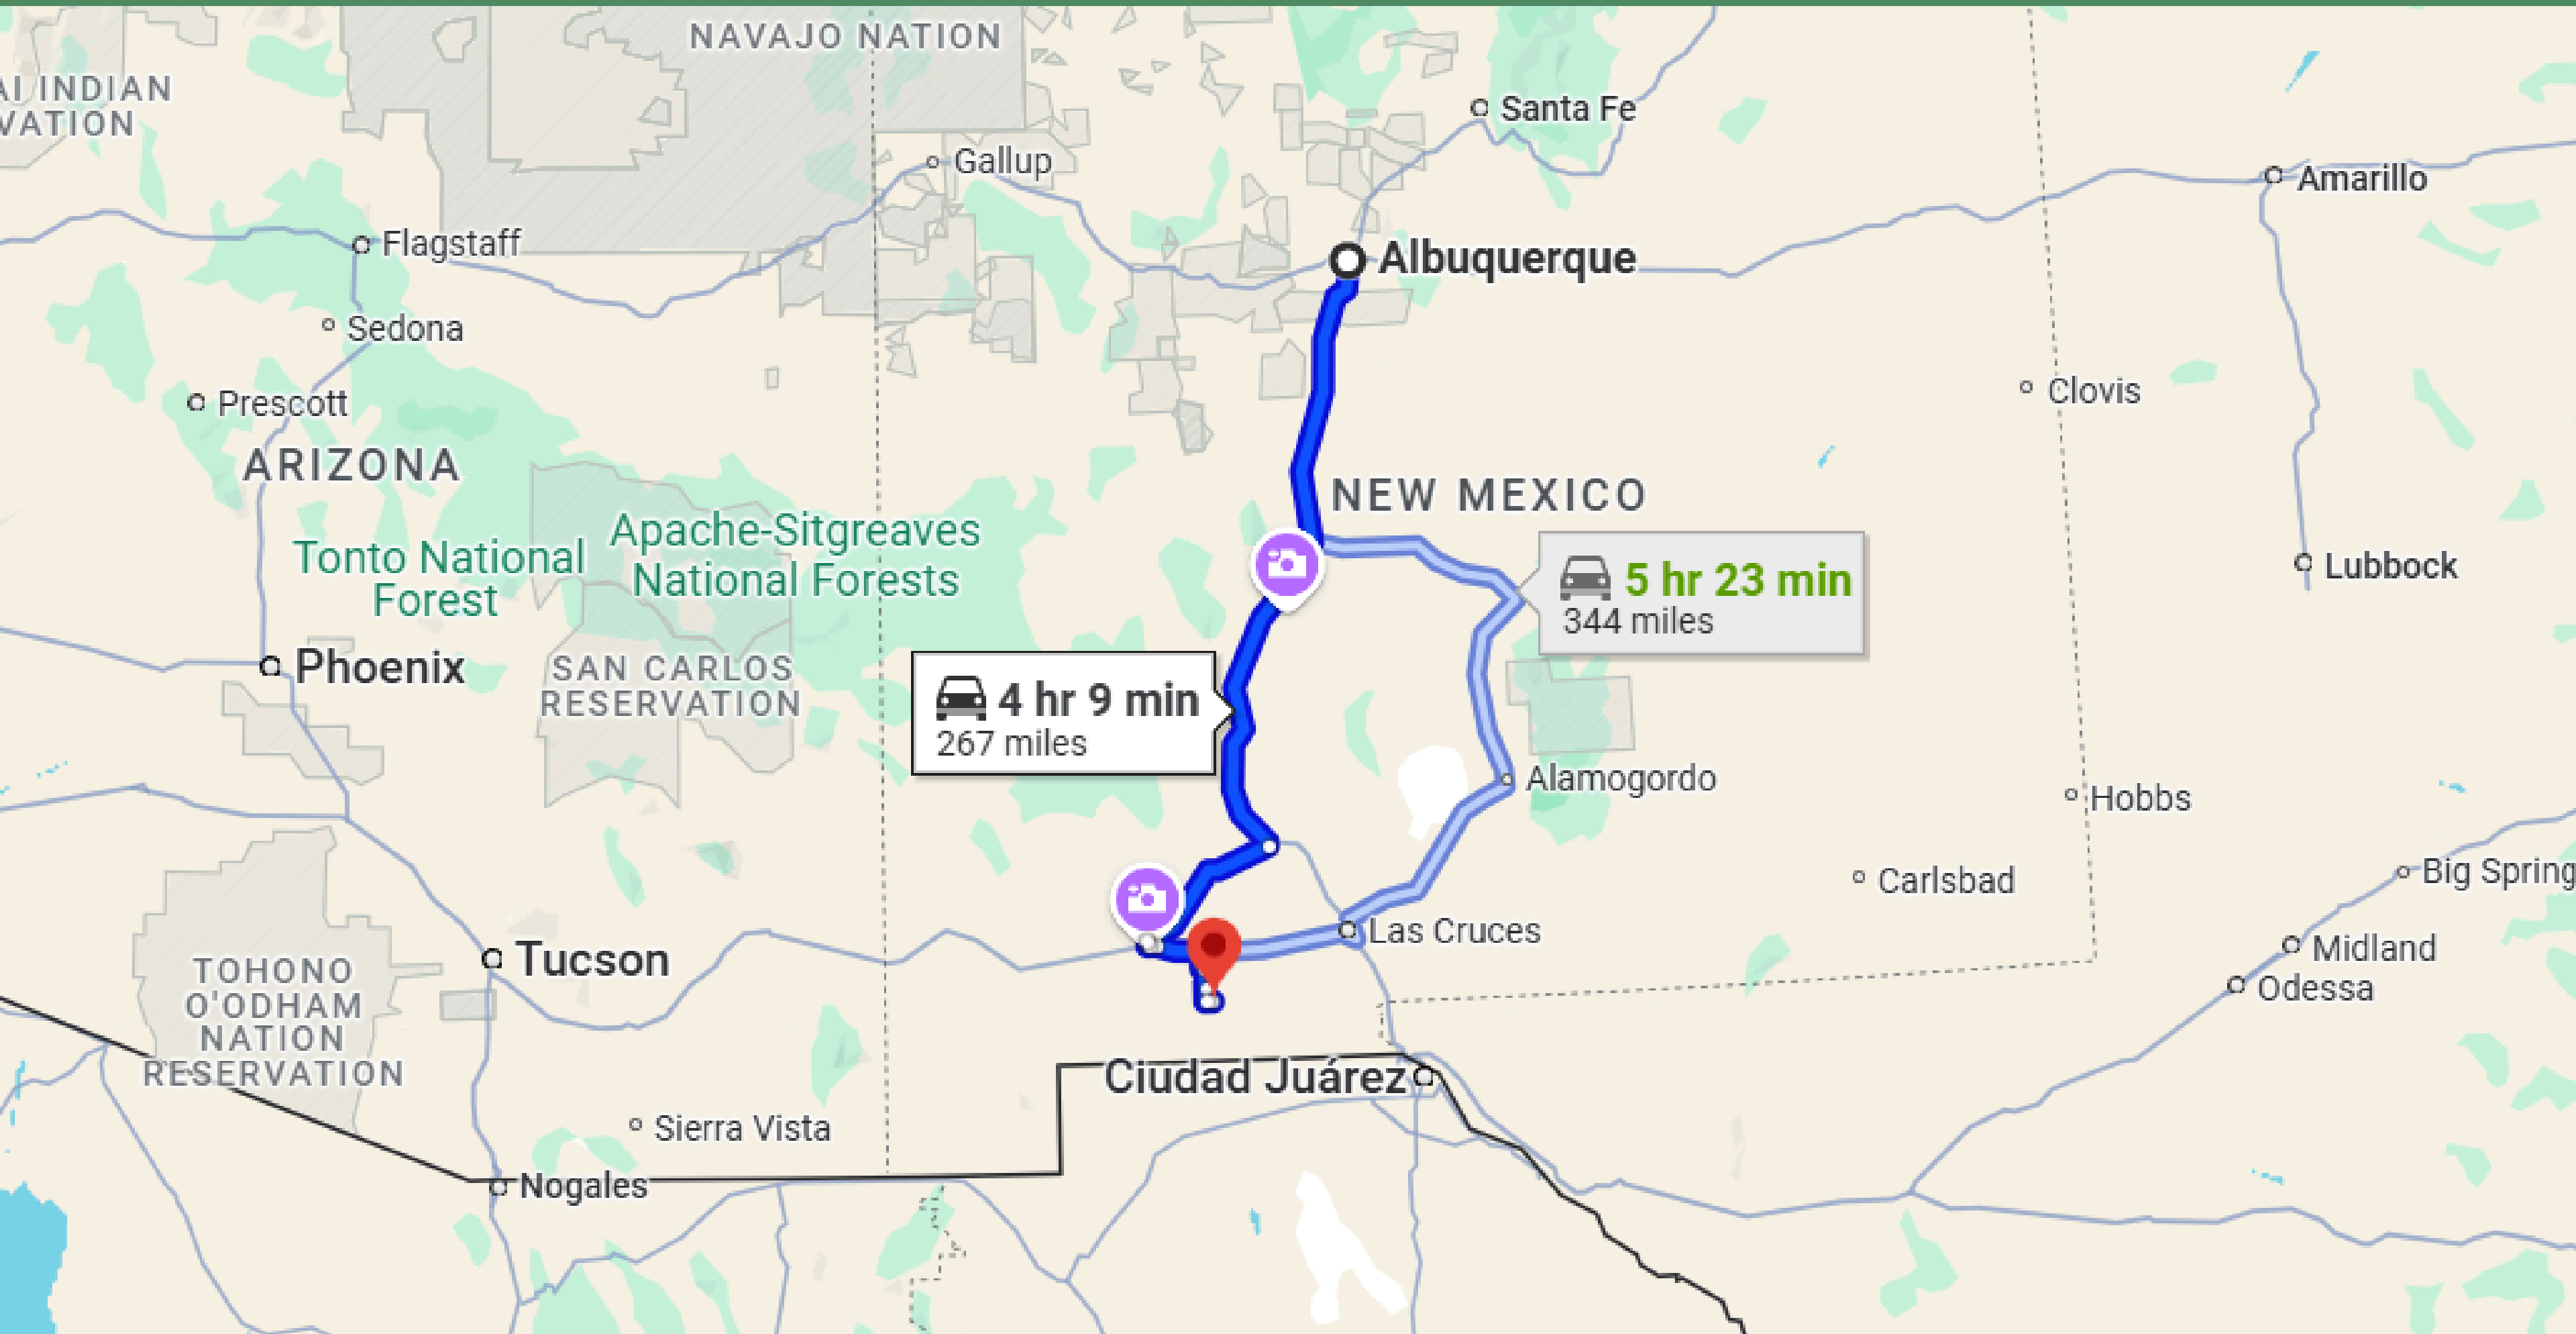 NAVAJO NATION
AI INDIAN
VATION
Santa Fe
Gallup
Amarillo
Flagstaff
Albuquerque
Sedona
Clovis
Prescott
ARIZONA
NEW MEXICO
Apache-Sitgreaves
National Forests
Tonto National
Forest
5 hr 23 min
344 miles
Lubbock
Phoenix
SAN CARLOS
RESERVATION
4 hr 9 min
267 miles
Alamogordo
Hobbs
Big Spring
Carlsbad
Las Cruces
Midland
Tucson
Odessa
TOHONO
O'ODHAM
NATION
RESERVATION
Ciudad Juárez
Sierra Vista
Nogales